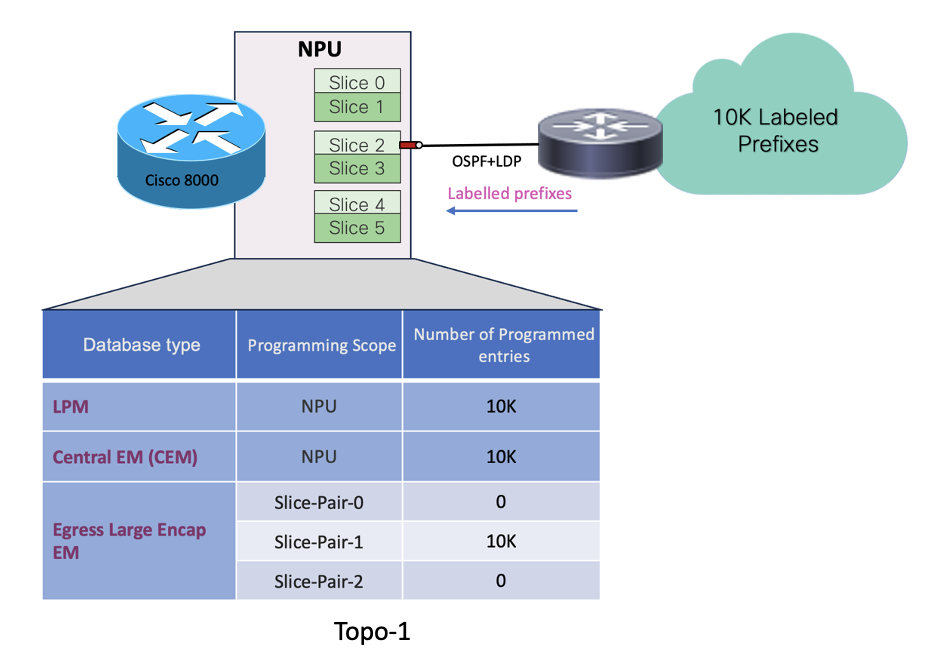 NPU
Slice 0
Slice 1
Slice 2
Slice 3
Slice 4
Slice 5
Cisco 8000
OSPF+LDP
Labelled prefixes
10K Labeled
Prefixes
Database type
Programming Scope
Number of Programmed
entries
LPM
NPU
10K
Central EM (CEM)
NPU
10K
Egress Large Encap
EM
Slice-Pair-0
0
Slice-Pair-1
10K
Slice-Pair-2
0
Topo-1